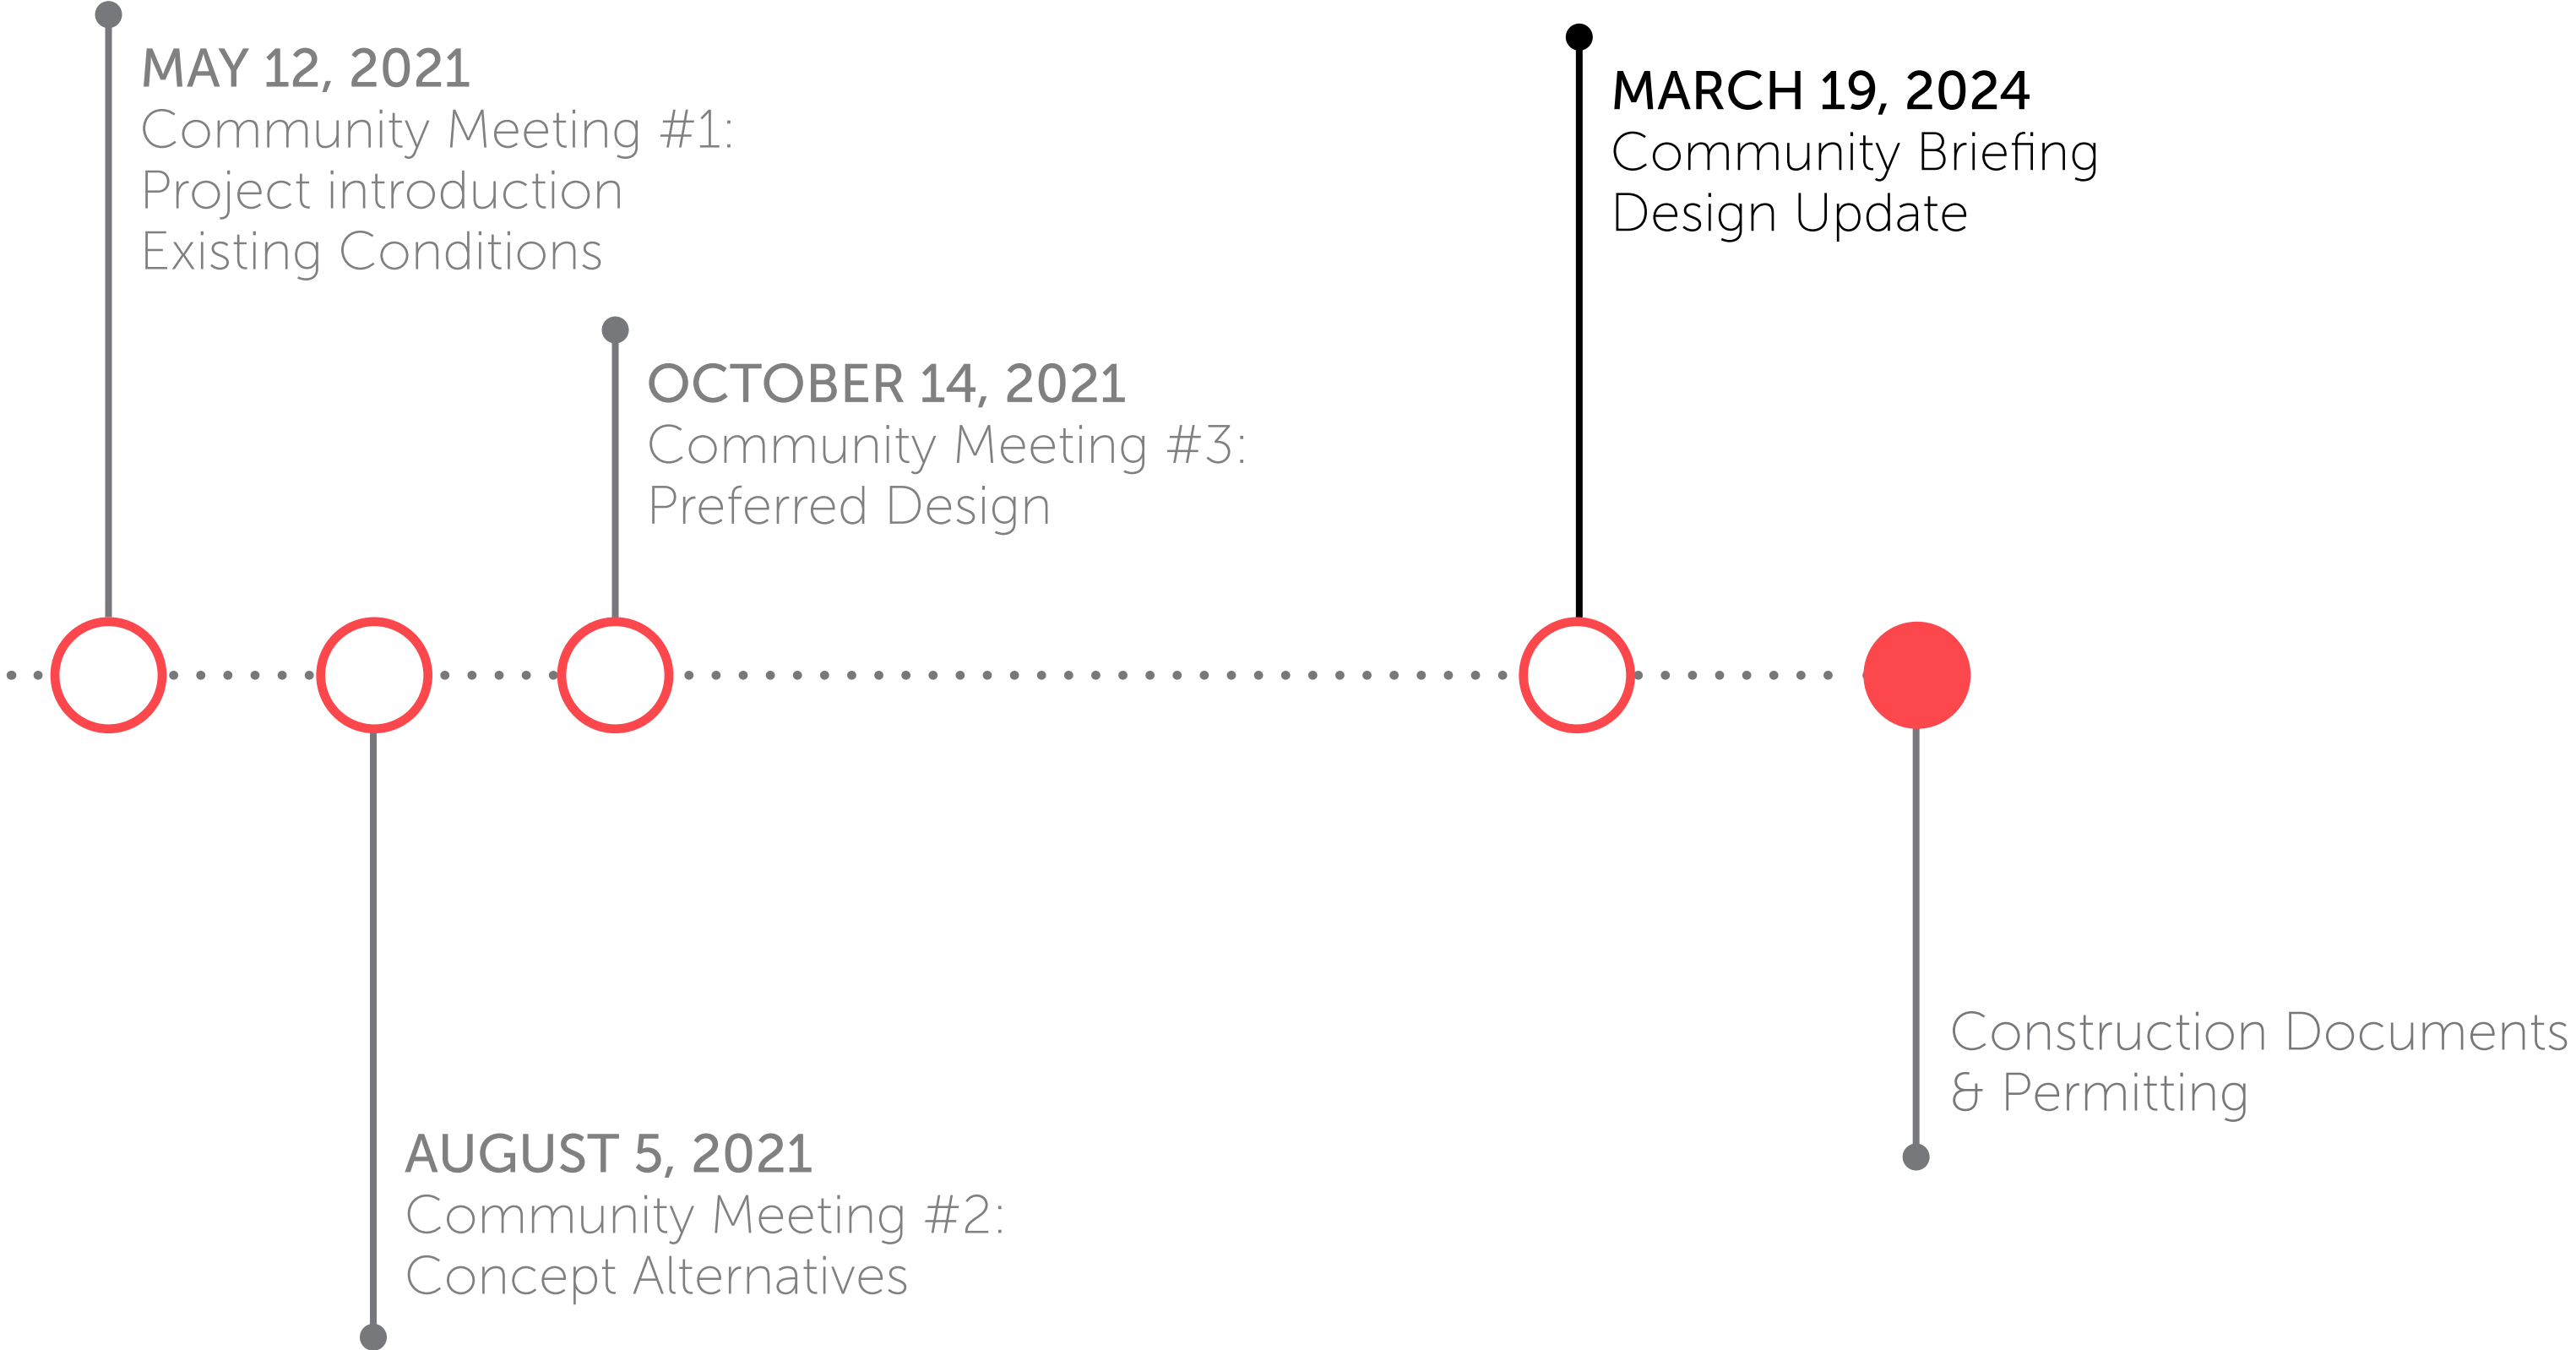 MAY 12, 2021
Community Meeting #1:
Project introduction
Existing Conditions
AUGUST 5, 2021
Community Meeting #2:
Concept Alternatives
OCTOBER 14, 2021
Community Meeting #3:
Preferred Design
MARCH 19, 2024
Community Briefing
Design Update
Construction Documents
& Permitting